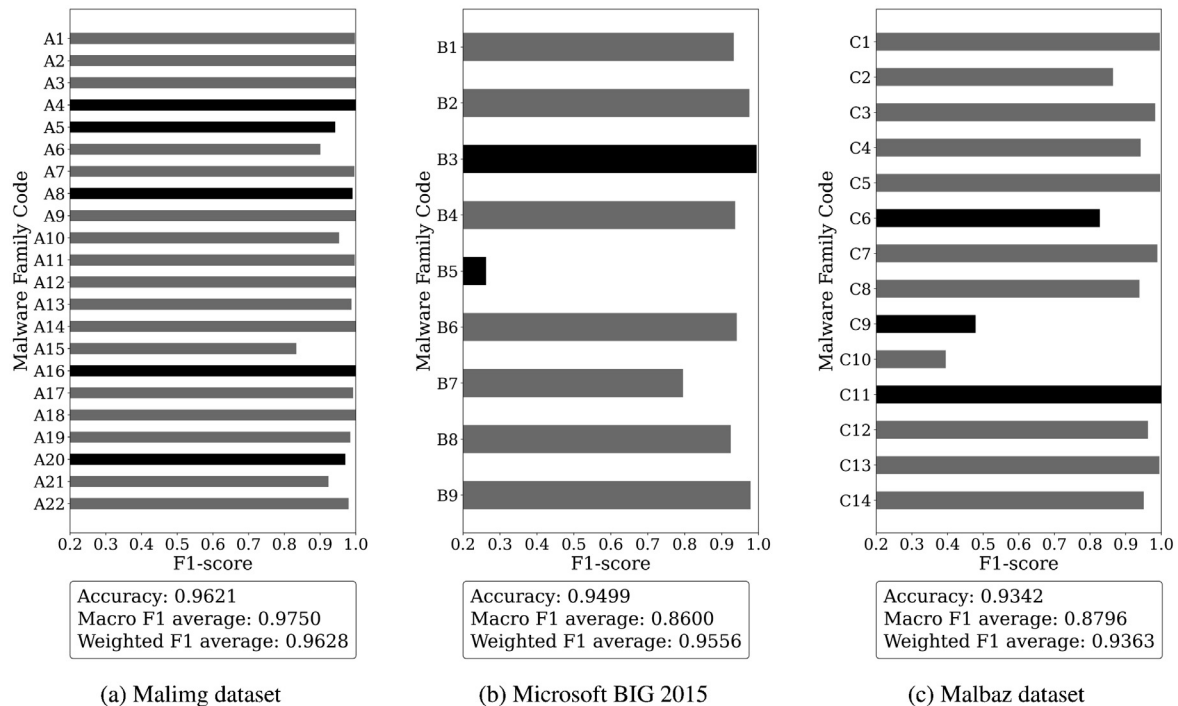 A1
A2
A3
A4
A5
A6
A7
A8
A9
A10
A11
A12
A13
A14
A15
A16
A17
A18
A19
A20
A21
A22
Malware Family Code
0.2 0.3 0.4 0.5 0.6 0.7 0.8 0.9 1.0
F1-score
Accuracy: 0.9621
Macro F1 average: 0.9750
Weighted F1 average: 0.9628
(a) Malimg dataset
B1
B2
B3
B4
B5
B6
B7
B8
B9
Malware Family Code
0.2 0.3 0.4 0.5 0.6 0.7 0.8 0.9 1.0
F1-score
Accuracy: 0.9499
Macro F1 average: 0.8600
Weighted F1 average: 0.9556
(b) Microsoft BIG 2015
C1
C2
C3
C4
C5
C6
C7
C8
C9
C10
C11
C12
C13
C14
Malware Family Code
0.2 0.3 0.4 0.5 0.6 0.7 0.8 0.9 1.0
F1-score
Accuracy: 0.9342
Macro F1 average: 0.8796
Weighted F1 average: 0.9363
(c) Malbaz dataset